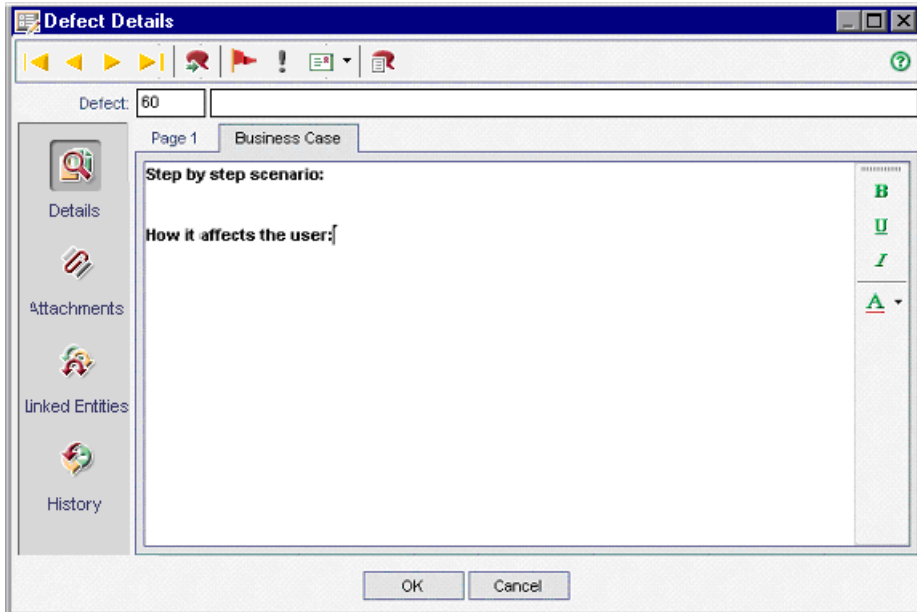 Defect Details
Defect: 60
Page 1 Business Case
Step by step scenario:
Details
How it affects the user:
B
U
I
A
Attachments
Linked Entities
History
OK Cancel